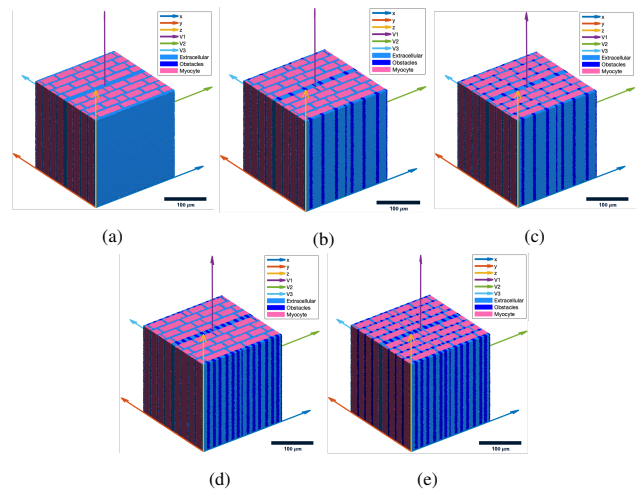 x
y
z
V1
V2
V3
Extracellular
Obstacles
Myocyte
100 μm
(a)
x
y
z
V1
V2
V3
Extracellular
Obstacles
Myocyte
100 μm
(b)
x
y
z
V1
V2
V3
Extracellular
Obstacles
Myocyte
100 μm
(c)
x
y
z
V1
V2
V3
Extracellular
Obstacles
Myocyte
100 μm
(d)
x
y
z
V1
V2
V3
Extracellular
Obstacles
Myocyte
100 μm
(e)